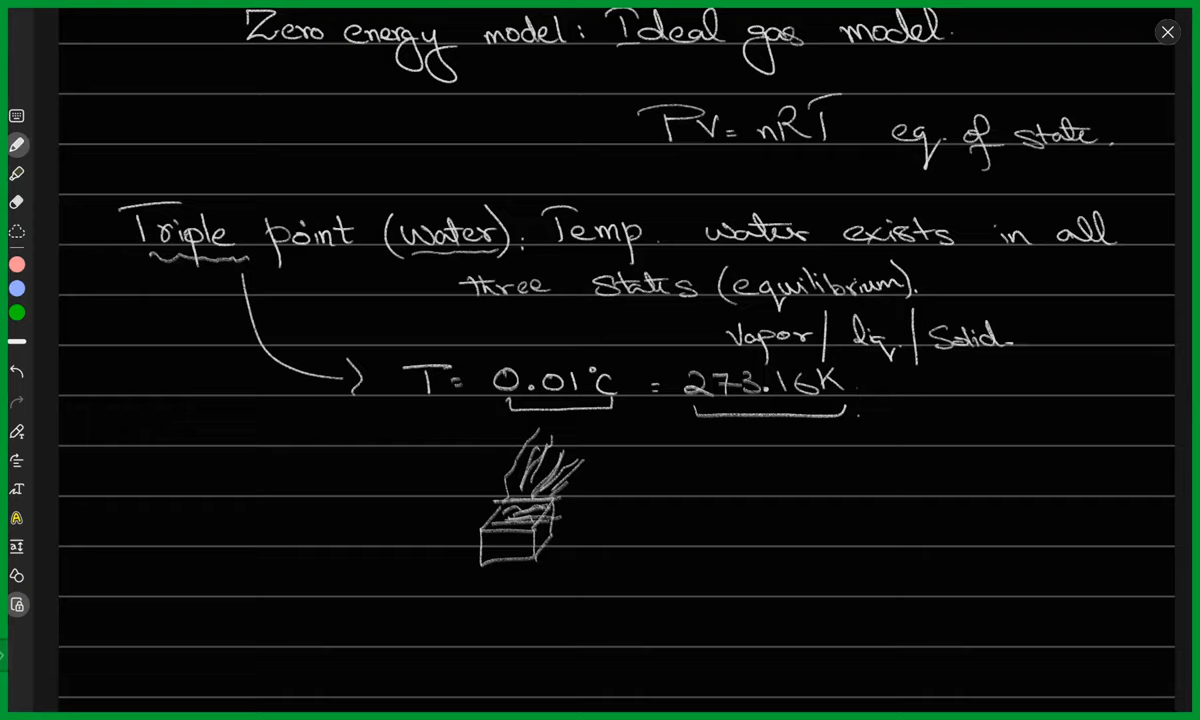 Zero energy model: Ideal gas model.
PV = nRT eq. of state.
Triple point (water): Temp. water exists in all
three states (equilibrium).
vapor / liq. / Solid
T = 0.01°C = 273.16K